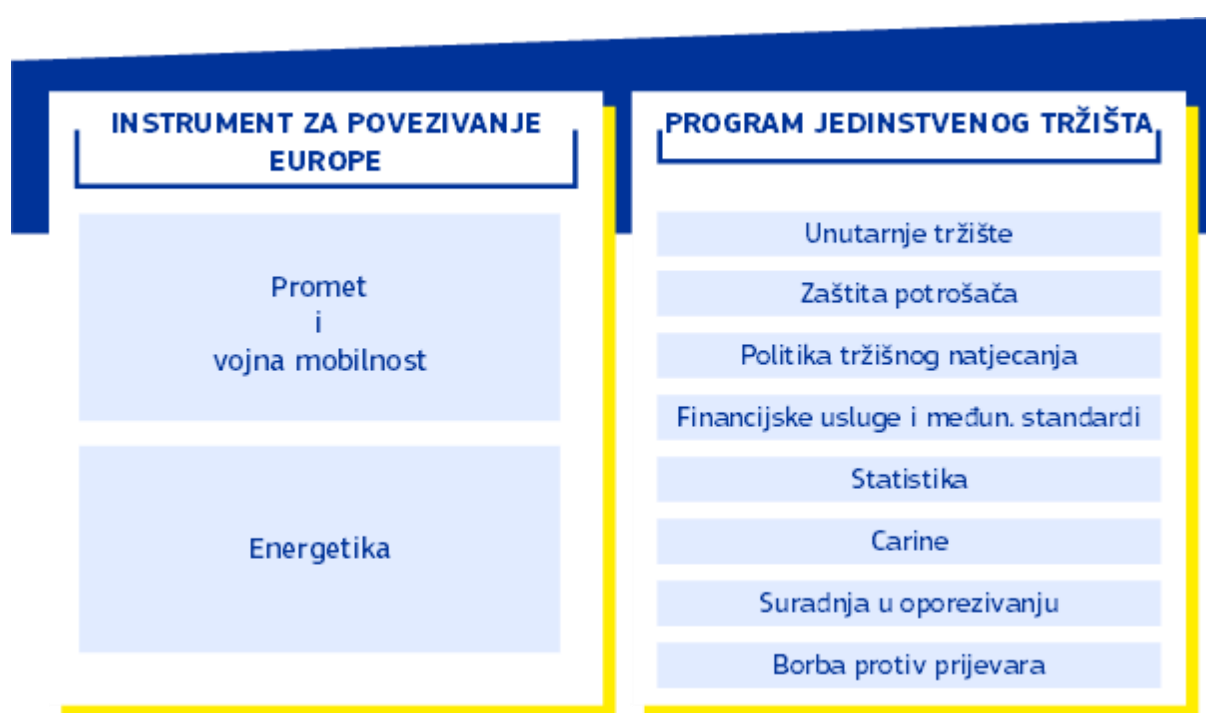 INSTRUMENT ZA POVEZIVANJE
EUROPE
Promet
i
vojna mobilnost
Energetika
PROGRAM JEDINSTVENOG TRŽIŠTA
Unutarnje tržište
Zaštita potrošača
Politika tržišnog natjecanja
Financijske usluge i međun. standardi
Statistika
Carine
Suradnja u oporezivanju
Borba protiv prijevara